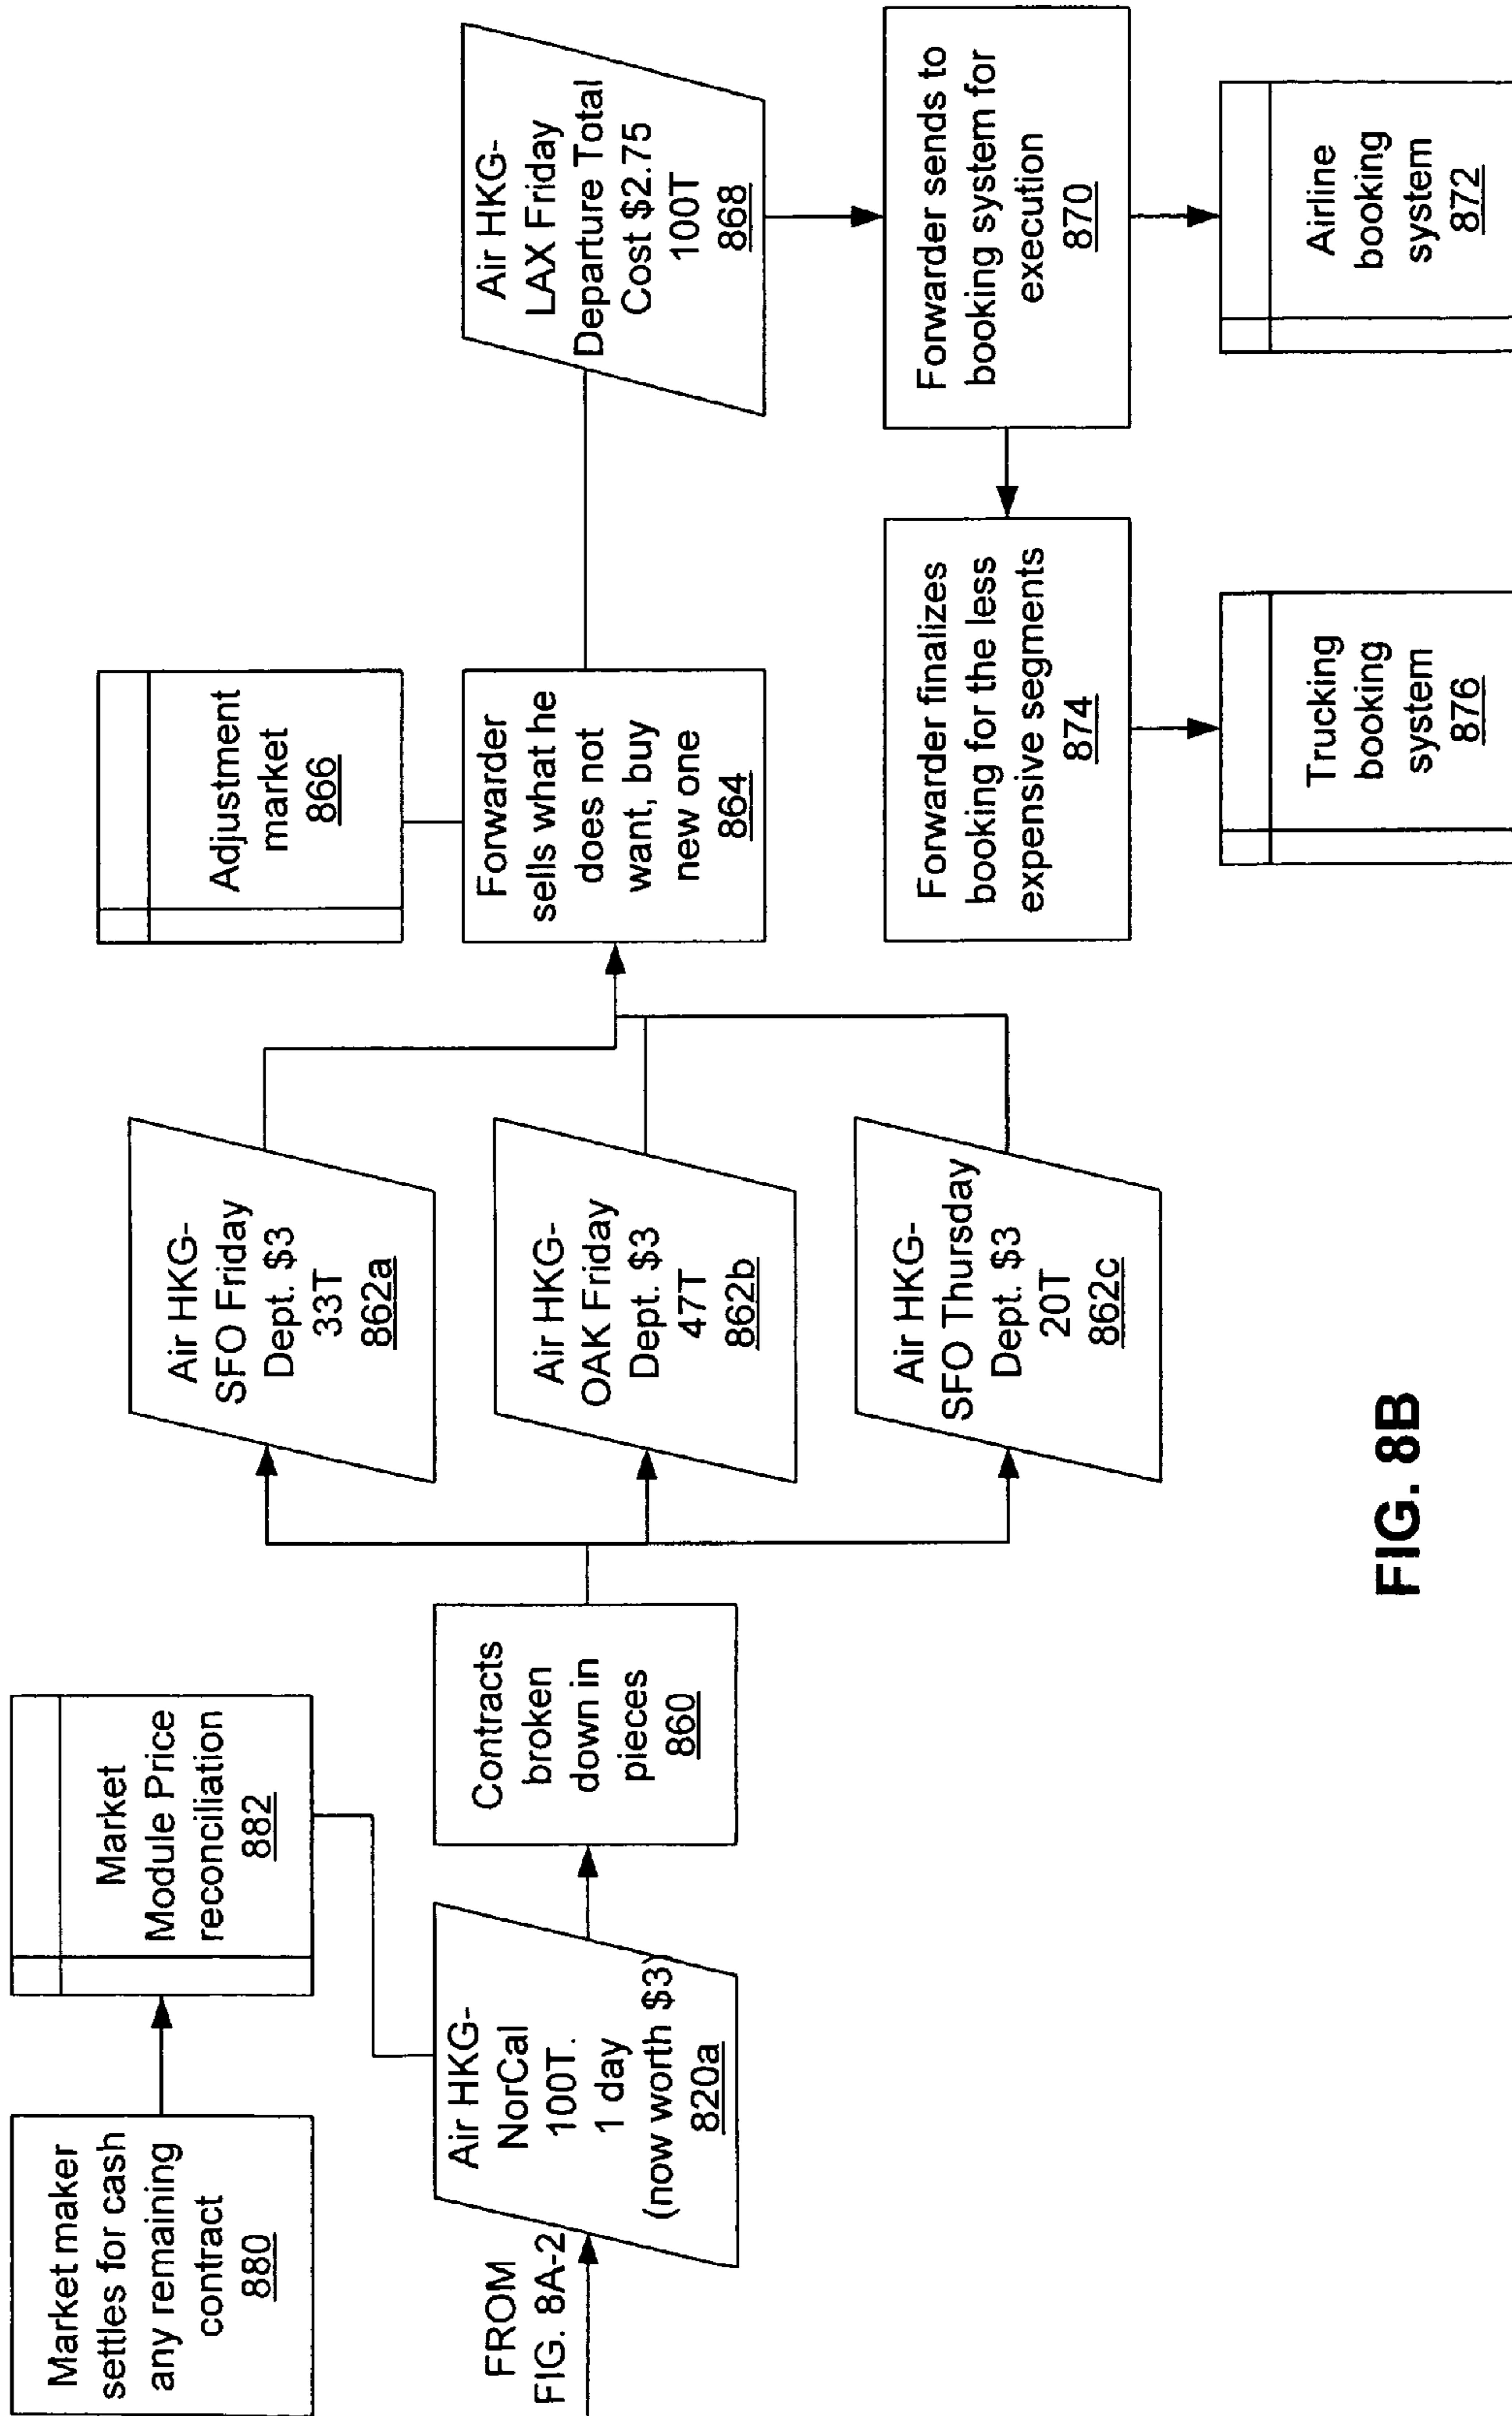 Market maker
settles for cash
any remaining
contract
880
Market
Module Price
reconciliation
882
FROM
FIG. 8A-2
Air HKG-
NorCal
100T.
1 day
(now worth $3)
820a
Contracts
broken
down in
pieces
860
Air HKG-
SFO Friday
Dept. $3
33T
862a
Air HKG-
OAK Friday
Dept. $3
47T
862b
Air HKG-
SFO Thursday
Dept. $3
20T
862c
Adjustment
market
866
Forwarder
sells what he
does not
want, buy
new one
864
Air HKG-
LAX Friday
Departure Total
Cost $2.75
100T
868
Forwarder sends to
booking system for
execution
870
Forwarder finalizes
booking for the less
expensive segments
874
Airline
booking
system
872
Trucking
booking
system
876
FIG. 8B